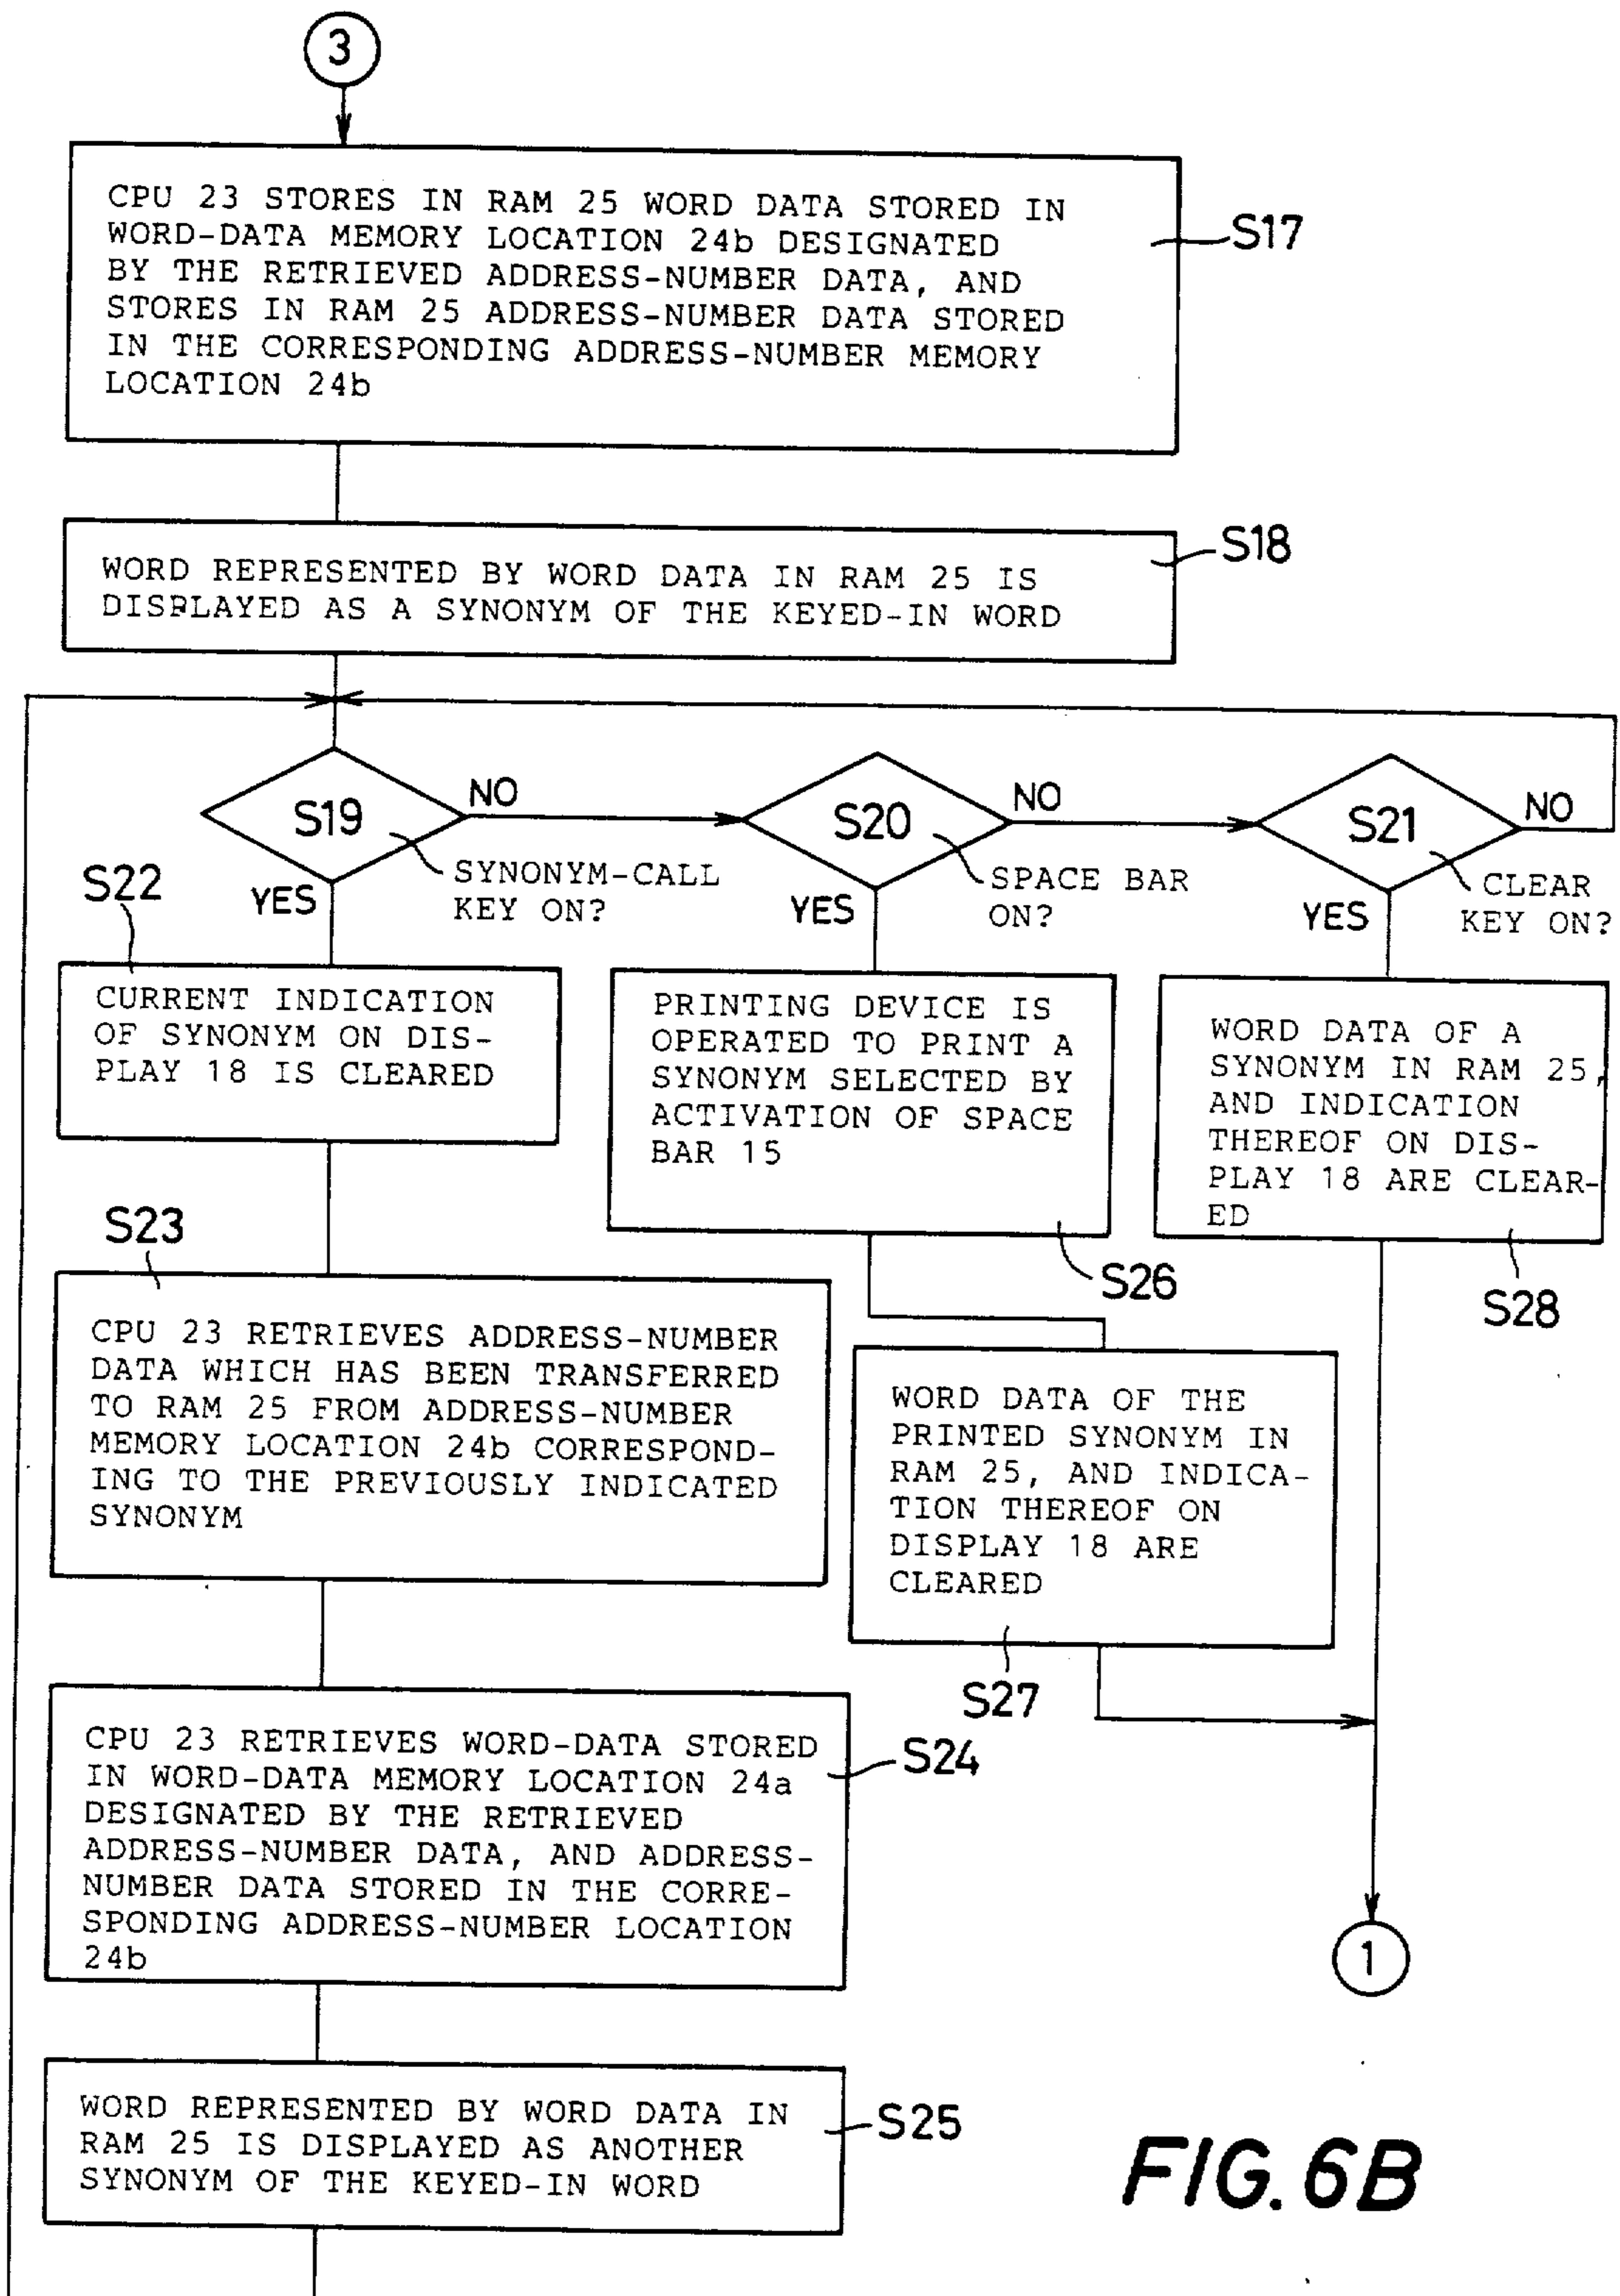 3
CPU 23 STORES IN RAM 25 WORD DATA STORED IN
WORD-DATA MEMORY LOCATION 24b DESIGNATED
BY THE RETRIEVED ADDRESS-NUMBER DATA, AND
STORES IN RAM 25 ADDRESS-NUMBER DATA STORED
IN THE CORRESPONDING ADDRESS-NUMBER MEMORY
LOCATION 24b
S17
WORD REPRESENTED BY WORD DATA IN RAM 25 IS
DISPLAYED AS A SYNONYM OF THE KEYED-IN WORD
S18
S19
NO
SYNONYM-CALL
KEY ON?
YES
S20
NO
SPACE BAR
ON?
YES
S21
NO
CLEAR
KEY ON?
YES
S22
CURRENT INDICATION
OF SYNONYM ON DIS-
PLAY 18 IS CLEARED
PRINTING DEVICE IS
OPERATED TO PRINT A
SYNONYM SELECTED BY
ACTIVATION OF SPACE
BAR 15
S26
WORD DATA OF A
SYNONYM IN RAM 25,
AND INDICATION
THEREOF ON DIS-
PLAY 18 ARE CLEAR-
ED
S28
S23
CPU 23 RETRIEVES ADDRESS-NUMBER
DATA WHICH HAS BEEN TRANSFERRED
TO RAM 25 FROM ADDRESS-NUMBER
MEMORY LOCATION 24b CORRESPOND-
ING TO THE PREVIOUSLY INDICATED
SYNONYM
WORD DATA OF THE
PRINTED SYNONYM IN
RAM 25, AND INDICA-
TION THEREOF ON
DISPLAY 18 ARE
CLEARED
S27
CPU 23 RETRIEVES WORD-DATA STORED
IN WORD-DATA MEMORY LOCATION 24a
DESIGNATED BY THE RETRIEVED
ADDRESS-NUMBER DATA, AND ADDRESS-
NUMBER DATA STORED IN THE CORRE-
SPONDING ADDRESS-NUMBER LOCATION
24b
S24
1
WORD REPRESENTED BY WORD DATA IN
RAM 25 IS DISPLAYED AS ANOTHER
SYNONYM OF THE KEYED-IN WORD
S25
FIG. 6B